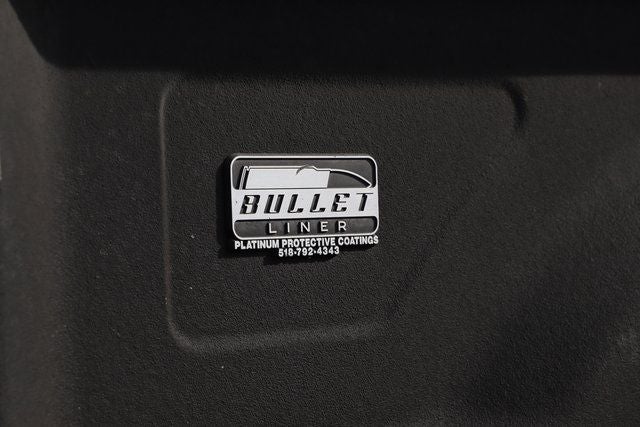 BULLET
LINER
PLATINUM PROTECTIVE COATINGS
518-792-4343